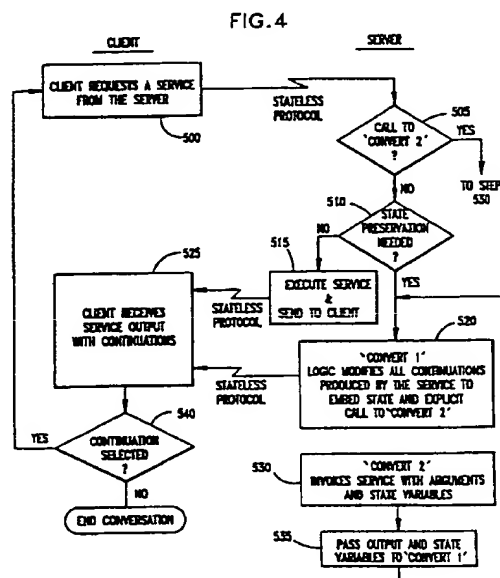 FIG.4
CLIENT
SERVER
CLIENT REQUESTS A SERVICE
FROM THE SERVER
500
STATELESS
PROTOCOL
505
CALL TO
'CONVERT 2'
?
YES
TO STEP
530
NO
510
STATE
PRESERVATION
NEEDED
?
NO
YES
515
EXECUTE SERVICE
&
SEND TO CLIENT
STATELESS
PROTOCOL
525
CLIENT RECEIVES
SERVICE OUTPUT
WITH CONTINUATIONS
520
'CONVERT 1'
LOGIC MODIFIES ALL CONTINUATIONS
PRODUCED BY THE SERVICE TO
EMBED STATE AND EXPLICIT
CALL TO 'CONVERT 2'
STATELESS
PROTOCOL
540
CONTINUATION
SELECTED
?
YES
NO
END CONVERSATION
530
'CONVERT 2'
INVOKES SERVICE WITH ARGUMENTS
AND STATE VARIABLES
535
PASS OUTPUT AND STATE
VARIABLES TO 'CONVERT 1'